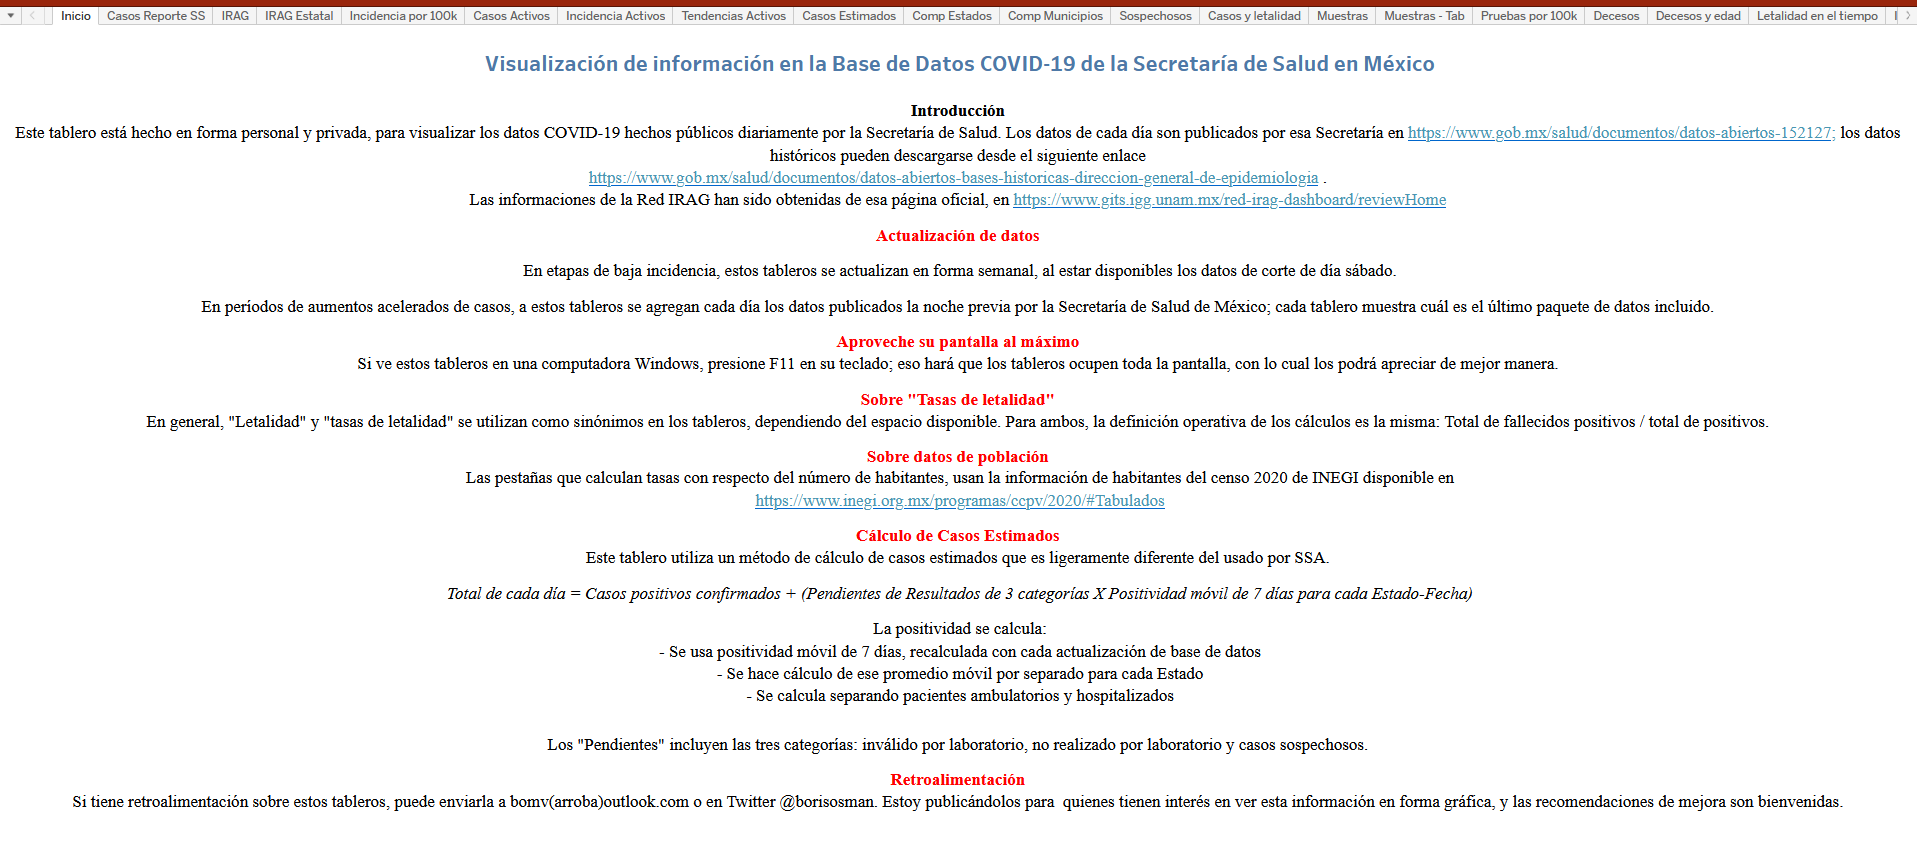 Inicio Casos Reporte SS IRAG IRAG Estatal Incidencia por 100k Casos Activos Incidencia Activos Tendencias Activos Casos Estimados Comp Estados Comp Municipios Sospechosos Casos y letalidad Muestras Muestras - Tab Pruebas por 100k Decesos Decesos y edad Letalidad en el tiempo
Visualización de información en la Base de Datos COVID-19 de la Secretaría de Salud en México
Introducción
Este tablero está hecho en forma personal y privada, para visualizar los datos COVID-19 hechos públicos diariamente por la Secretaría de Salud. Los datos de cada día son publicados por esa Secretaría en https://www.gob.mx/salud/documentos/datos-abiertos-152127; los datos
históricos pueden descargarse desde el siguiente enlace
https://www.gob.mx/salud/documentos/datos-abiertos-bases-historicas-direccion-general-de-epidemiologia .
Las informaciones de la Red IRAG han sido obtenidas de esa página oficial, en https://www.gits.igg.unam.mx/red-irag-dashboard/reviewHome
Actualización de datos
En etapas de baja incidencia, estos tableros se actualizan en forma semanal, al estar disponibles los datos de corte de día sábado.
En períodos de aumentos acelerados de casos, a estos tableros se agregan cada día los datos publicados la noche previa por la Secretaría de Salud de México; cada tablero muestra cuál es el último paquete de datos incluido.
Aproveche su pantalla al máximo
Si ve estos tableros en una computadora Windows, presione F11 en su teclado; eso hará que los tableros ocupen toda la pantalla, con lo cual los podrá apreciar de mejor manera.
Sobre "Tasas de letalidad"
En general, "Letalidad" y "tasas de letalidad" se utilizan como sinónimos en los tableros, dependiendo del espacio disponible. Para ambos, la definición operativa de los cálculos es la misma: Total de fallecidos positivos / total de positivos.
Sobre datos de población
Las pestañas que calculan tasas con respecto del número de habitantes, usan la información de habitantes del censo 2020 de INEGI disponible en
https://www.inegi.org.mx/programas/ccpv/2020/#Tabulados
Cálculo de Casos Estimados
Este tablero utiliza un método de cálculo de casos estimados que es ligeramente diferente del usado por SSA.
Total de cada día = Casos positivos confirmados + (Pendientes de Resultados de 3 categorías X Positividad móvil de 7 días para cada Estado-Fecha)
La positividad se calcula:
- Se usa positividad móvil de 7 días, recalculada con cada actualización de base de datos
- Se hace cálculo de ese promedio móvil por separado para cada Estado
- Se calcula separando pacientes ambulatorios y hospitalizados
Los "Pendientes" incluyen las tres categorías: inválido por laboratorio, no realizado por laboratorio y casos sospechosos.
Retroalimentación
Si tiene retroalimentación sobre estos tableros, puede enviarla a bomv(arroba)outlook.com o en Twitter @borisosman. Estoy publicándolos para  quienes tienen interés en ver esta información en forma gráfica, y las recomendaciones de mejora son bienvenidas.